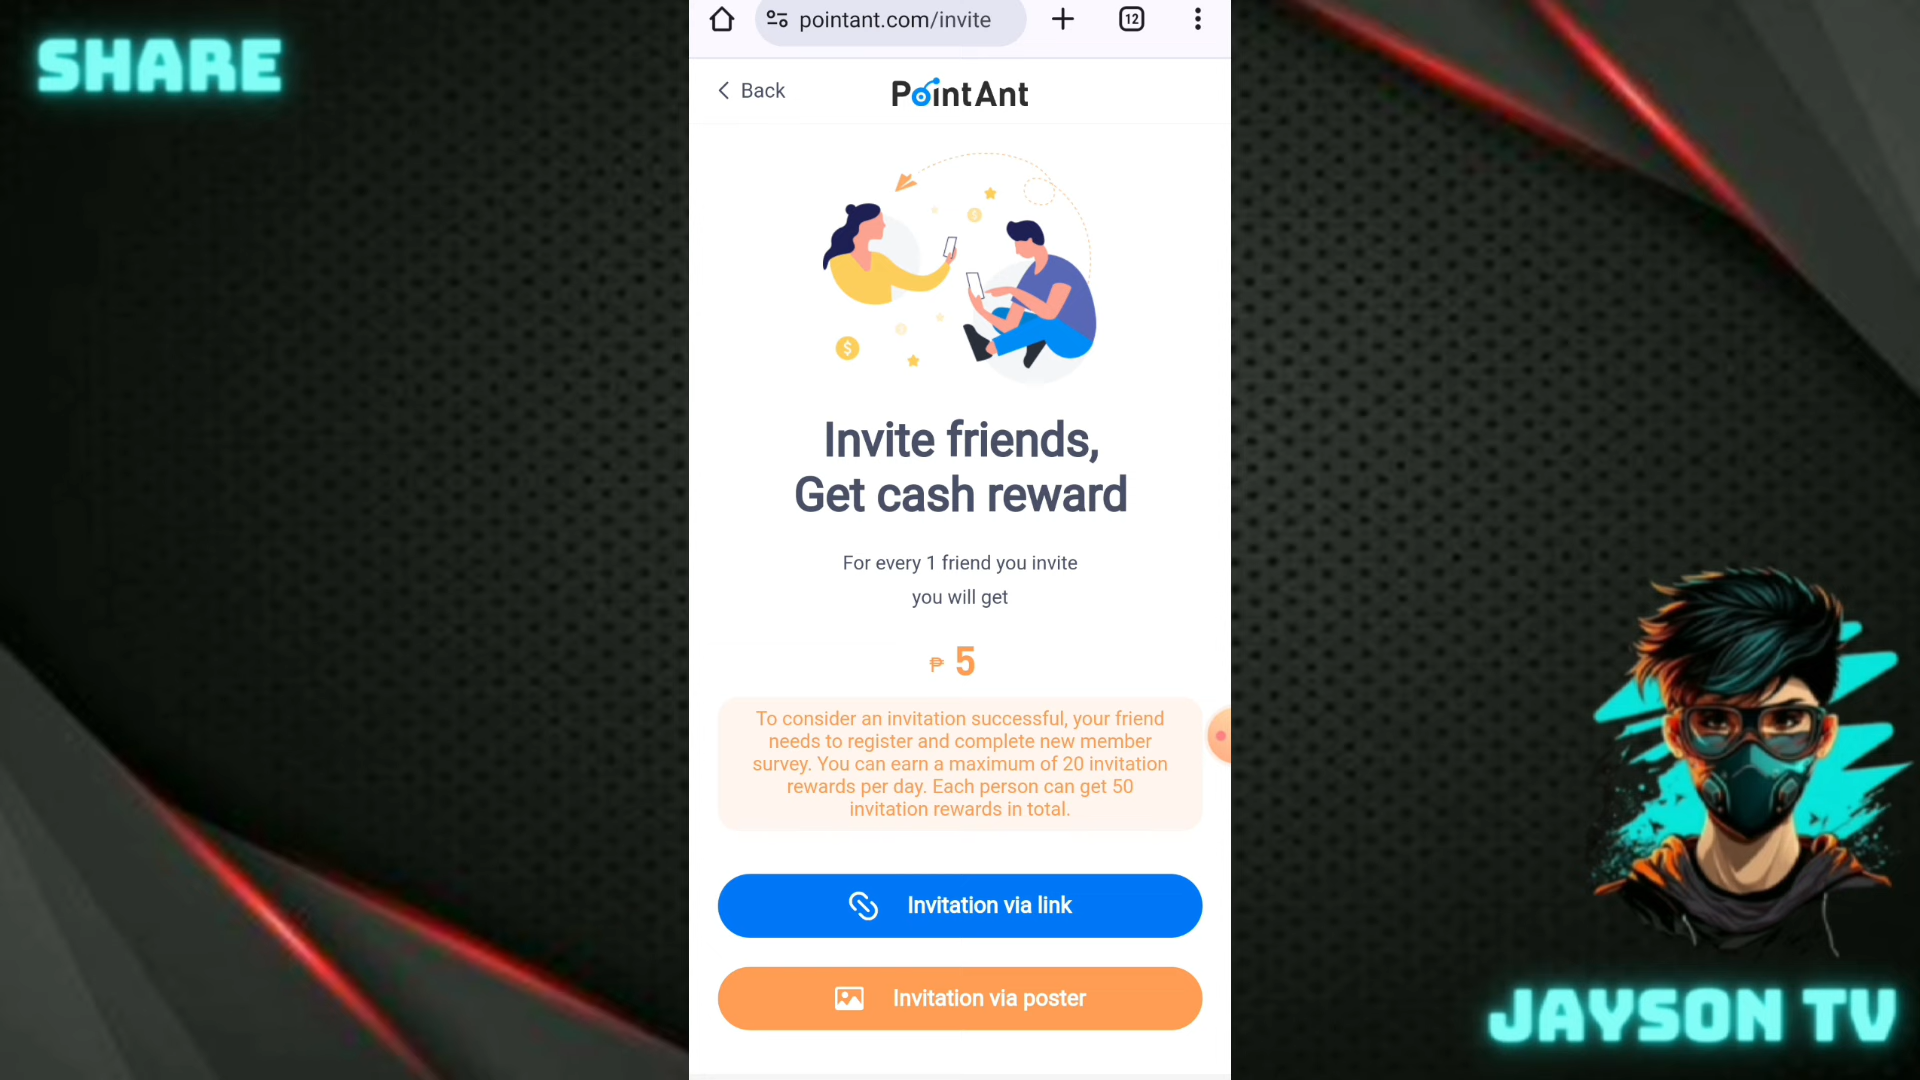 SHARE
pointant.com/invite
12
Back
PointAnt
Invite friends,
Get cash reward
For every 1 friend you invite
you will get
₱ 5
To consider an invitation successful, your friend
needs to register and complete new member
survey. You can earn a maximum of 20 invitation
rewards per day. Each person can get 50
invitation rewards in total.
Invitation via link
Invitation via poster
JAYSON TV